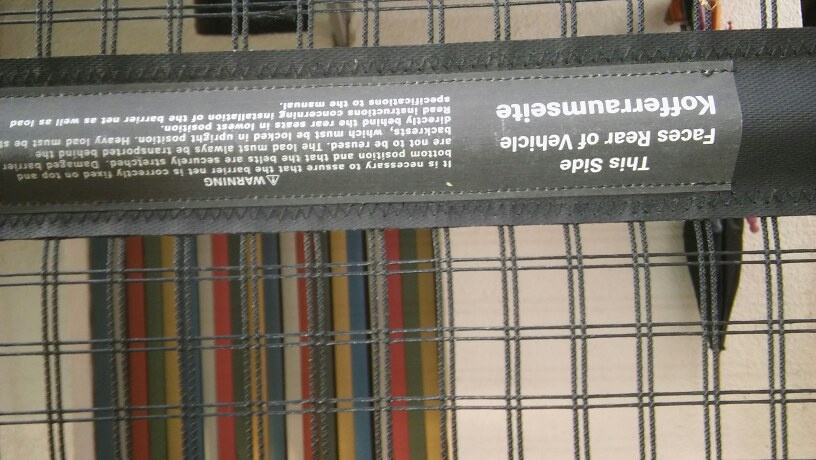 This Side
Faces Rear of Vehicle
Kofferraumseite
⚠WARNING
It is necessary to assure that the barrier net is correctly fixed on top and
bottom position and that the belts are securely stretched. Damaged barrier
are not to be reused. The load must always be transported behind the
backrests, which must be locked in upright position. Heavy load must be
directly behind the rear seats in lowest position.
Read instructions concerning installation of the barrier net as well as load
specifications to the manual.